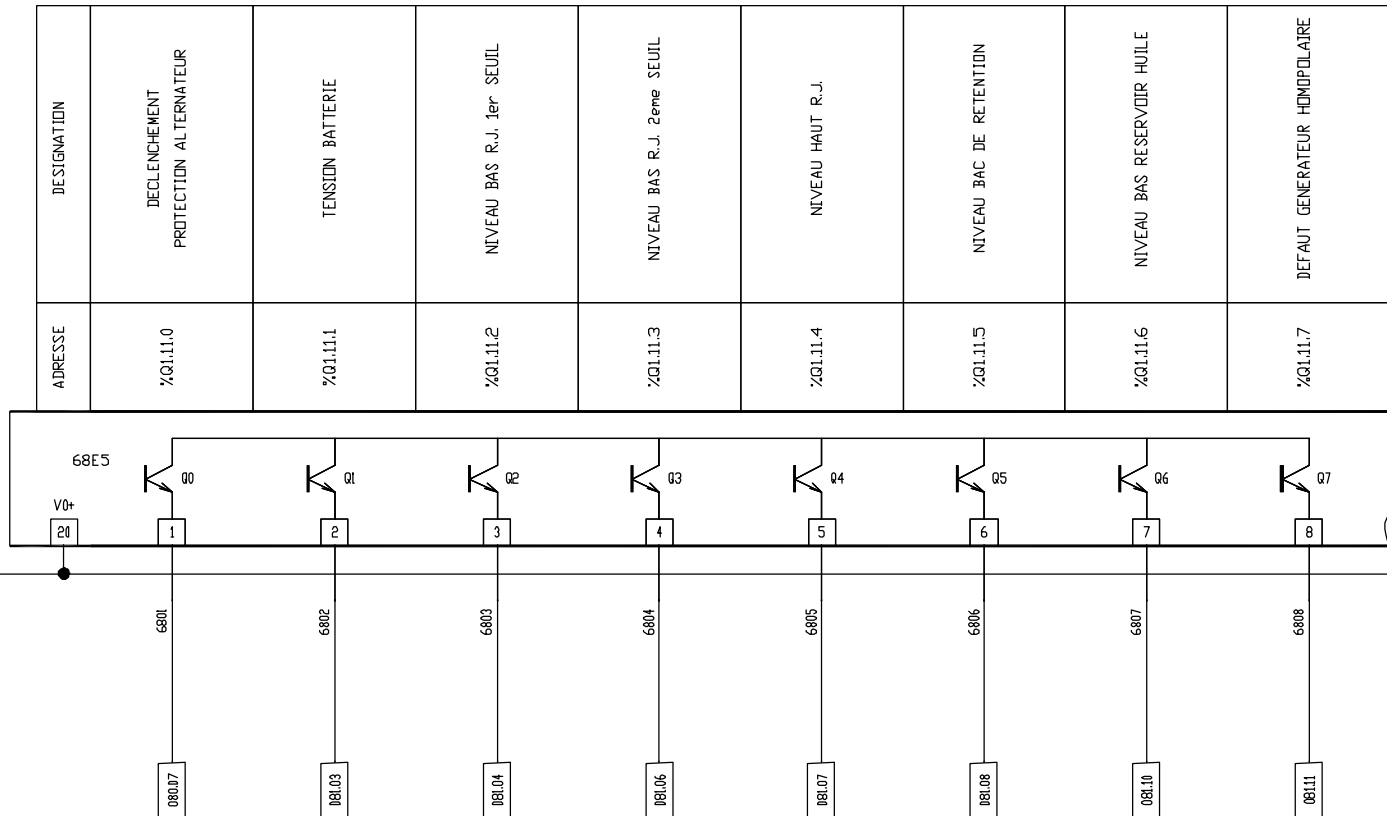 DESIGNATION
DECLENCHEMENT
PROTECTION ALTERNATEUR
TENSION BATTERIE
NIVEAU BAS R.J. 1er SEUIL
NIVEAU BAS R.J. 2eme SEUIL
NIVEAU HAUT R.J.
NIVEAU BAC DE RETENTION
NIVEAU BAS RESERVOIR HUILE
DEFAUT GENERATEUR HOMOPOLAIRE
ADRESSE
%Q1.11.0
%Q1.11.1
%Q1.11.2
%Q1.11.3
%Q1.11.4
%Q1.11.5
%Q1.11.6
%Q1.11.7
68E5
Q0
Q1
Q2
Q3
Q4
Q5
Q6
Q7
V0+
20
1
2
3
4
5
6
7
8
6801
6802
6803
6804
6805
6806
6807
6808
080.07
081.03
081.04
081.06
081.07
081.08
081.10
081.11